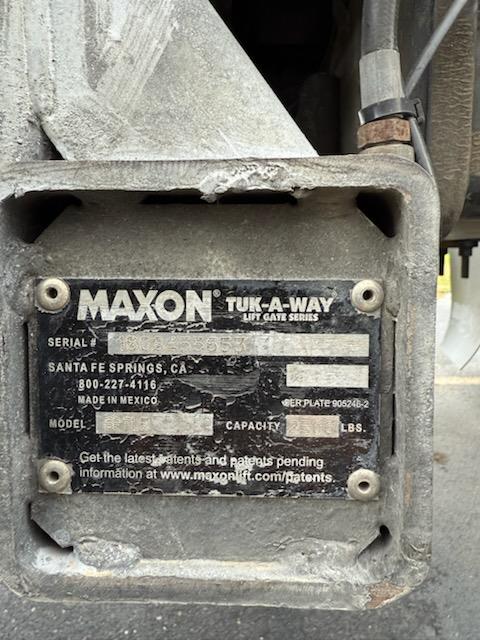 MAXON® TUK-A-WAY
LIFT GATE SERIES
SERIAL #
SANTA FE SPRINGS, CA
800-227-4116
MADE IN MEXICO
SER.PLATE 905246-2
MODEL CAPACITY LBS.
Get the latest patents and patents pending
information at www.maxonlift.com/patents.